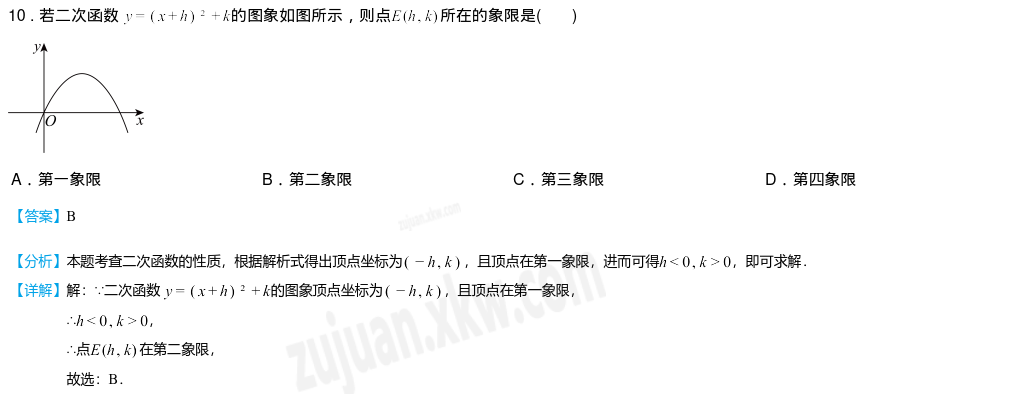 10．若二次函数 y=(x+h)²+k的图象如图所示，则点E(h,k)所在的象限是(　　)
y
O
x
A．第一象限 B．第二象限 C．第三象限 D．第四象限
【答案】B
zujuan.xkw.com
【分析】本题考查二次函数的性质，根据解析式得出顶点坐标为(－h,k)，且顶点在第一象限，进而可得h<0,k>0，即可求解．
【详解】解：∵二次函数 y=(x+h)²+k的图象顶点坐标为(－h,k)，且顶点在第一象限，
∴h<0,k>0，
∴点E(h,k)在第二象限，
故选：B．
zujuan.xkw.com